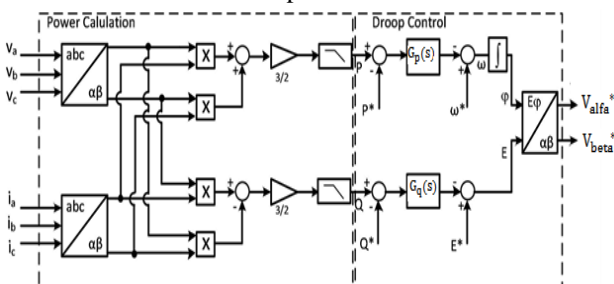 Power Calulation
Droop Control
Va
Vb
Vc
abc
αβ
X
+
+
3/2
P
+
-
P*
Gp(s)
-
+
ω
ω*
∫
φ
X
Eφ
αβ
Valfa*
Vbeta*
E
ia
ib
ic
abc
αβ
X
+
-
3/2
Q
+
-
Q*
Gq(s)
-
+
E*
X